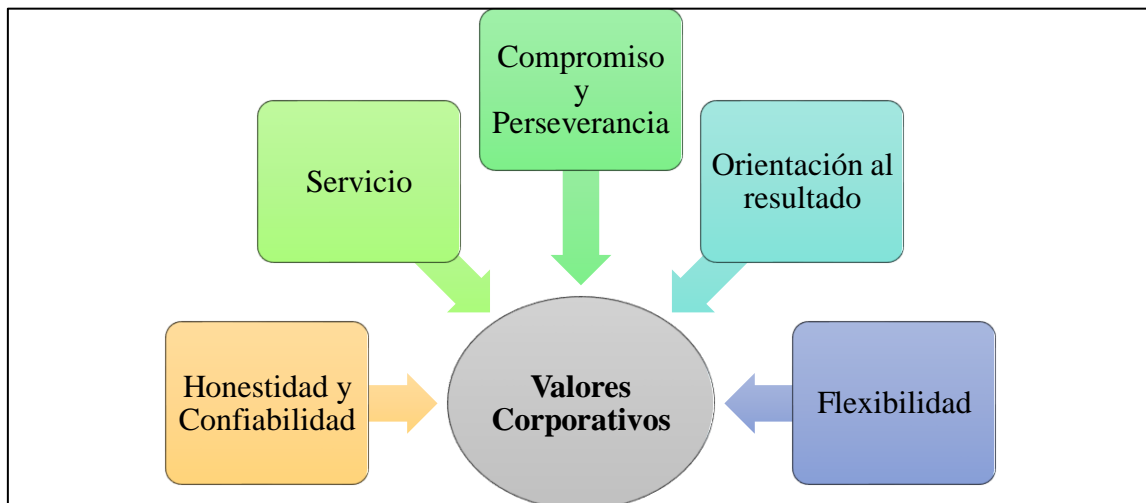 Compromiso
y
Perseverancia
Servicio
Orientación al
resultado
Honestidad y
Confiabilidad
Valores
Corporativos
Flexibilidad